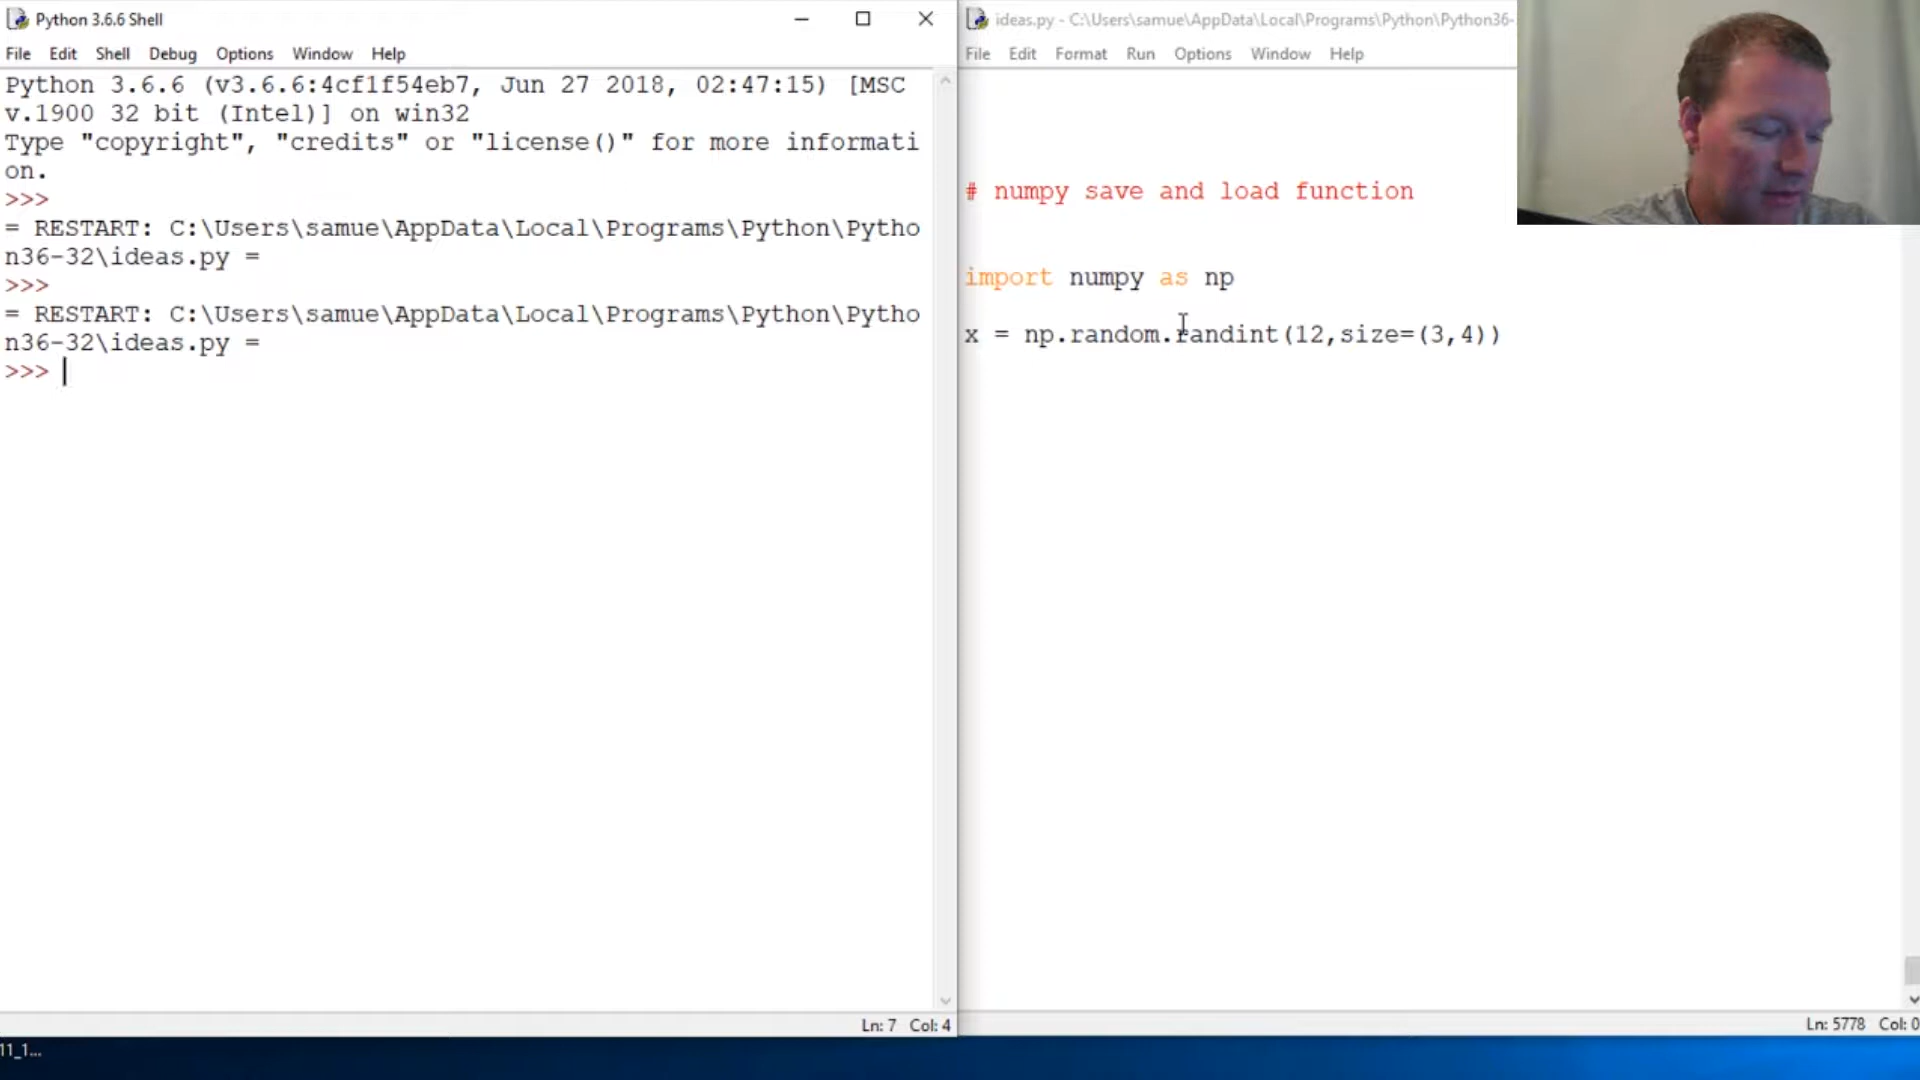 Python 3.6.6 Shell
File Edit Shell Debug Options Window Help
Python 3.6.6 (v3.6.6:4cf1f54eb7, Jun 27 2018, 02:47:15) [MSC
v.1900 32 bit (Intel)] on win32
Type "copyright", "credits" or "license()" for more informati
on.
>>>
= RESTART: C:\Users\samue\AppData\Local\Programs\Python\Pytho
n36-32\ideas.py =
>>>
= RESTART: C:\Users\samue\AppData\Local\Programs\Python\Pytho
n36-32\ideas.py =
>>>
Ln: 7 Col: 4
ideas.py - C:\Users\samue\AppData\Local\Programs\Python\Python36-
File Edit Format Run Options Window Help
# numpy save and load function
import numpy as np
x = np.random.randint(12,size=(3,4))
Ln: 5778 Col: 0
11_1...